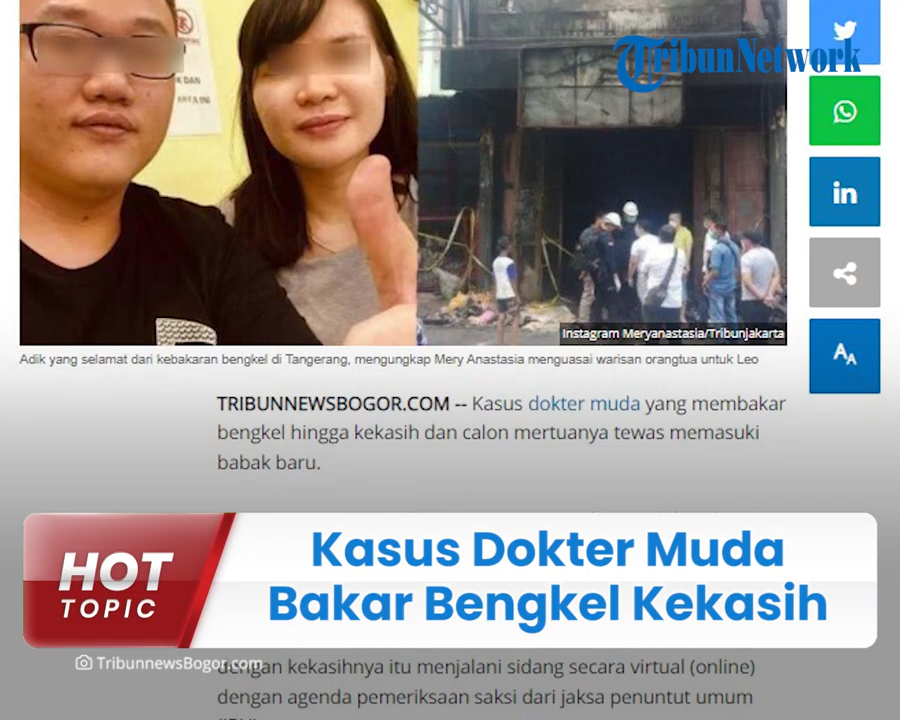 TribunNetwork
DAN
Instagram Meryanastasia/Tribunjakarta
Adik yang selamat dari kebakaran bengkel di Tangerang, mengungkap Mery Anastasia menguasai warisan orangtua untuk Leo
in
AA
TRIBUNNEWSBOGOR.COM -- Kasus dokter muda yang membakar
bengkel hingga kekasih dan calon mertuanya tewas memasuki
babak baru.
HOT
TOPIC
Kasus Dokter Muda
Bakar Bengkel Kekasih
TribunnewsBogor.com
dengan kekasihnya itu menjalani sidang secara virtual (online)
dengan agenda pemeriksaan saksi dari jaksa penuntut umum